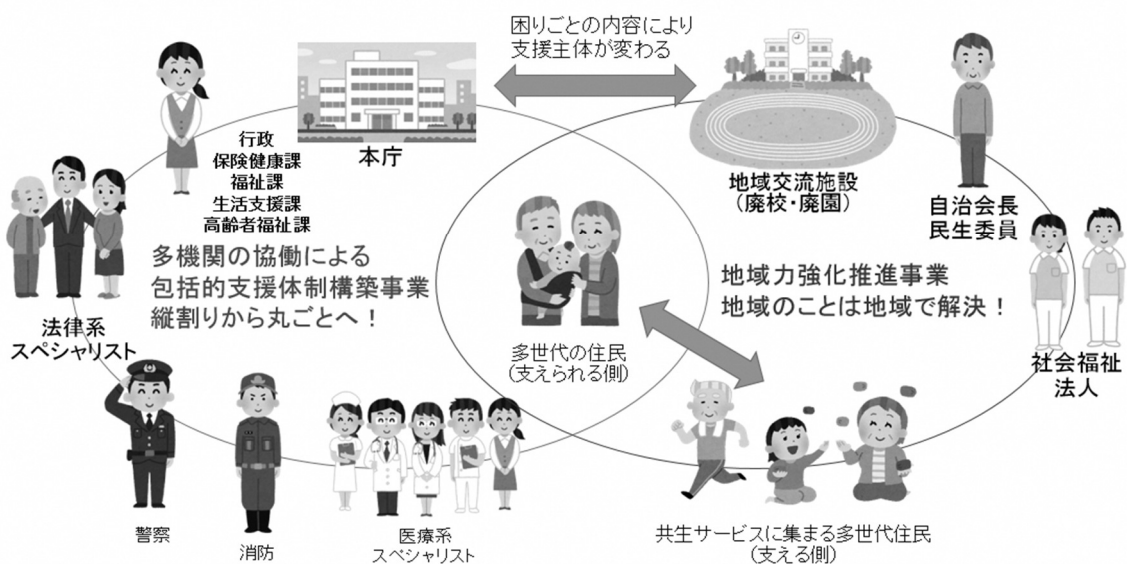 困りごとの内容により
支援主体が変わる
行政
保険健康課
福祉課
生活支援課
高齢者福祉課
本庁
地域交流施設
（廃校・廃園）
自治会長
民生委員
多機関の協働による
包括的支援体制構築事業
縦割りから丸ごとへ！
地域力強化推進事業
地域のことは地域で解決！
法律系
スペシャリスト
多世代の住民
（支えられる側）
社会福祉
法人
警察
消防
医療系
スペシャリスト
共生サービスに集まる多世代住民
（支える側）